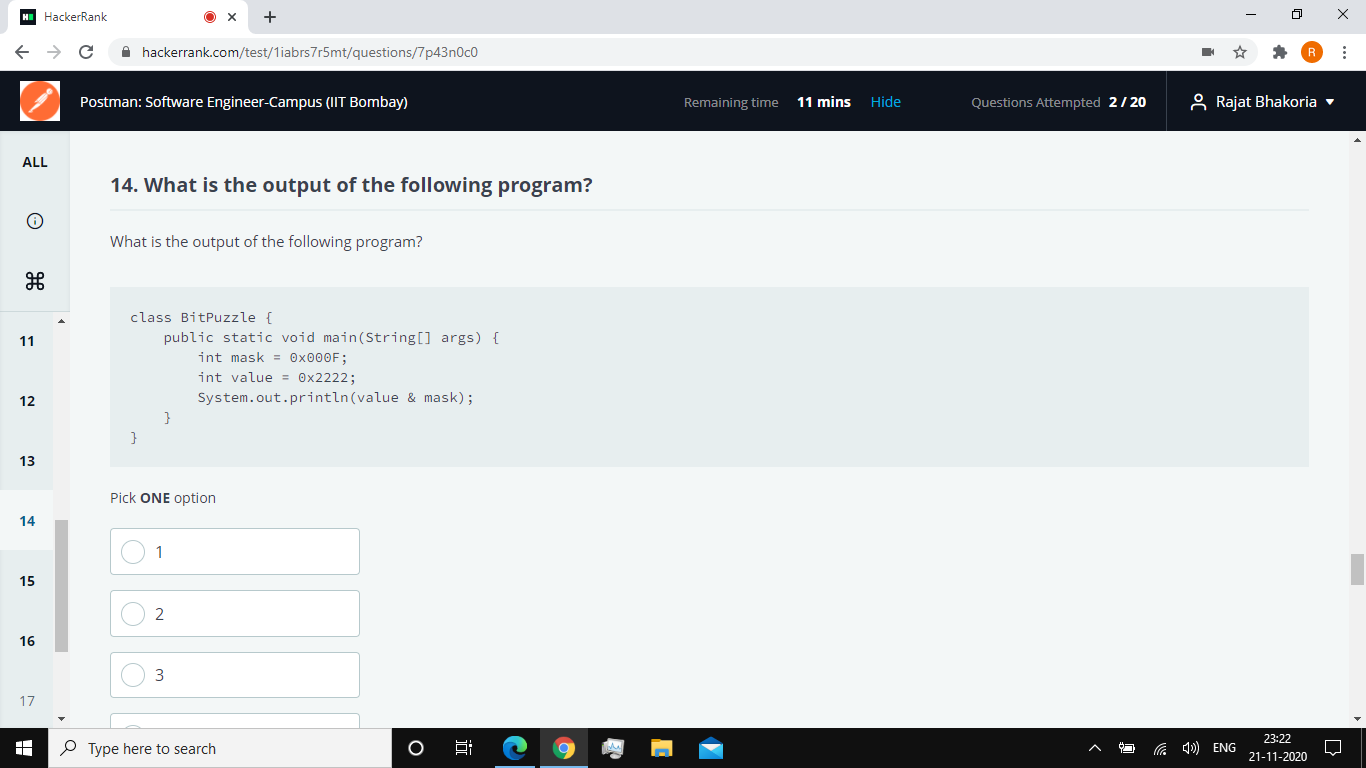 HackerRank
hackerrank.com/test/1iabrs7r5mt/questions/7p43n0c0
R
Postman: Software Engineer-Campus (IIT Bombay)
Remaining time 11 mins Hide
Questions Attempted 2 / 20
Rajat Bhakoria
ALL
11
12
13
14
15
16
17
14. What is the output of the following program?
What is the output of the following program?
class BitPuzzle {
    public static void main(String[] args) {
        int mask = 0x000F;
        int value = 0x2222;
        System.out.println(value & mask);
    }
}
Pick ONE option
1
2
3
Type here to search
ENG
23:22
21-11-2020